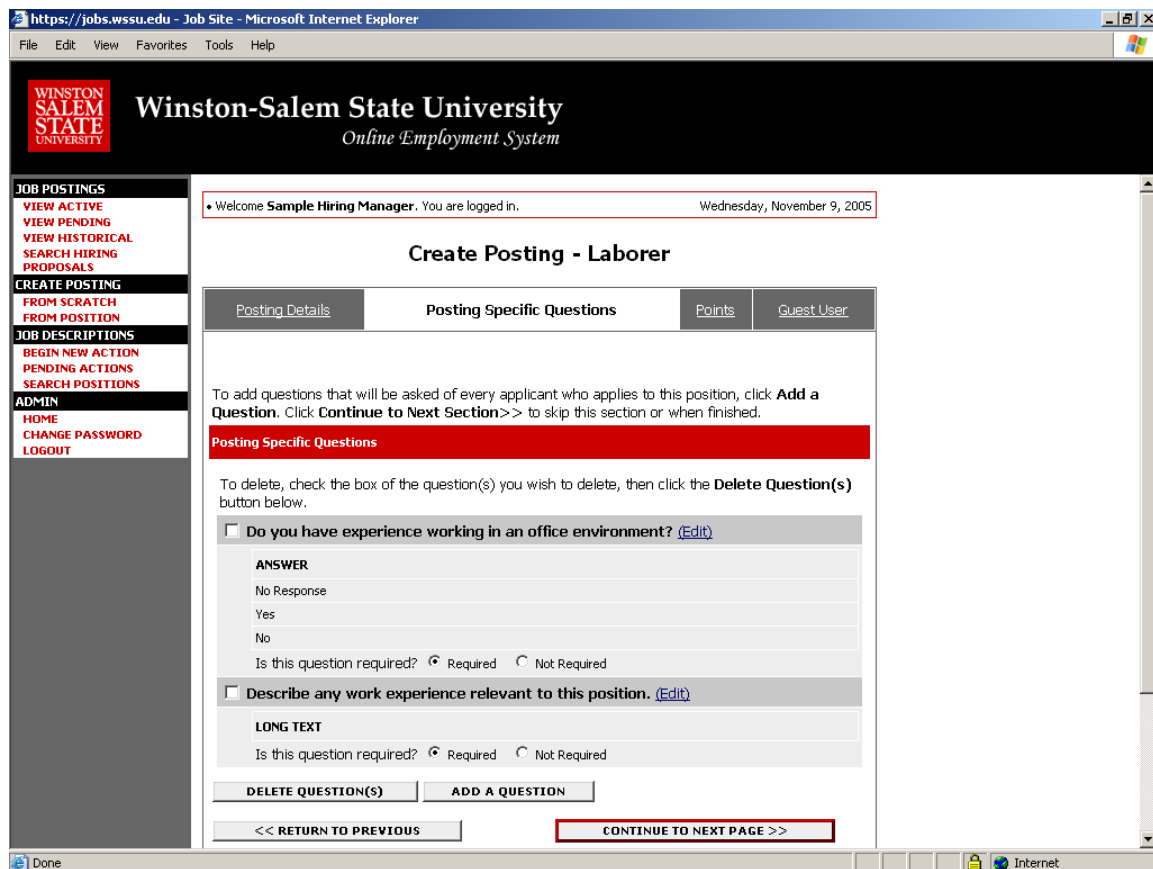 https://jobs.wssu.edu - Job Site - Microsoft Internet Explorer
File Edit View Favorites Tools Help
WINSTON
SALEM
STATE
UNIVERSITY
Winston-Salem State University
Online Employment System
JOB POSTINGS
VIEW ACTIVE
VIEW PENDING
VIEW HISTORICAL
SEARCH HIRING
PROPOSALS
CREATE POSTING
FROM SCRATCH
FROM POSITION
JOB DESCRIPTIONS
BEGIN NEW ACTION
PENDING ACTIONS
SEARCH POSITIONS
ADMIN
HOME
CHANGE PASSWORD
LOGOUT
• Welcome Sample Hiring Manager. You are logged in. Wednesday, November 9, 2005
Create Posting - Laborer
Posting Details Posting Specific Questions Points Guest User
To add questions that will be asked of every applicant who applies to this position, click Add a
Question. Click Continue to Next Section>> to skip this section or when finished.
Posting Specific Questions
To delete, check the box of the question(s) you wish to delete, then click the Delete Question(s)
button below.
Do you have experience working in an office environment? (Edit)
ANSWER
No Response
Yes
No
Is this question required? Required Not Required
Describe any work experience relevant to this position. (Edit)
LONG TEXT
Is this question required? Required Not Required
DELETE QUESTION(S) ADD A QUESTION
<< RETURN TO PREVIOUS CONTINUE TO NEXT PAGE >>
Done Internet